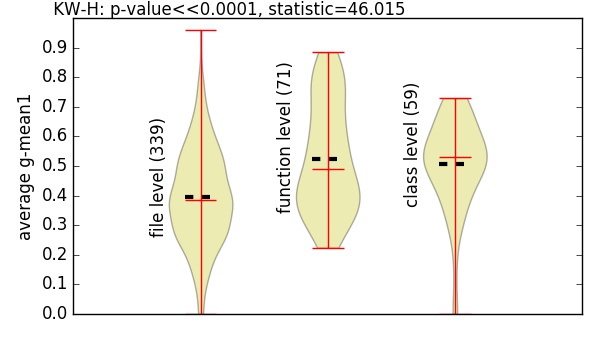 KW-H: p-value<<0.0001, statistic=46.015
average g-mean1
0.9
0.8
0.7
0.6
0.5
0.4
0.3
0.2
0.1
0.0
file level (339)
function level (71)
class level (59)